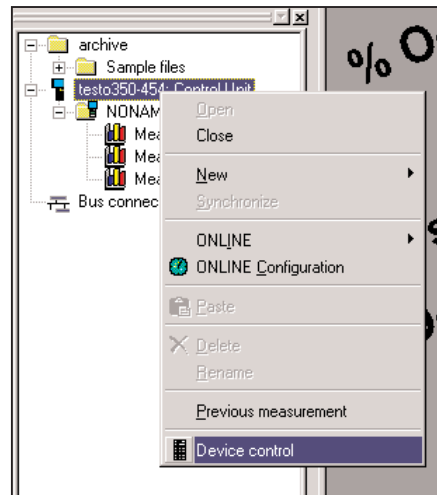 archive
Sample files
testo350-454: Control Unit
NONAM
Mea
Mea
Mea
Bus connec
Open
Close
New
Synchronize
ONLINE
ONLINE Configuration
Paste
Delete
Rename
Previous measurement
Device control
% O